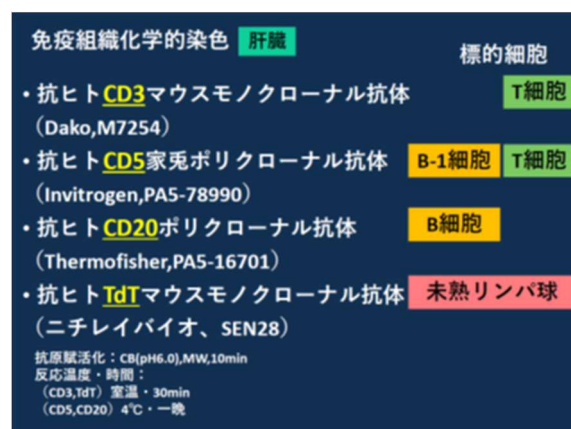 免疫組織化学的染色 肝臓
標的細胞
・抗ヒトCD3マウスモノクローナル抗体 T細胞
（Dako,M7254）
・抗ヒトCD5家兎ポリクローナル抗体 B-1細胞 T細胞
(Invitrogen,PA5-78990）
・抗ヒトCD20ポリクローナル抗体 B細胞
（Thermofisher,PA5-16701）
・抗ヒトTdTマウスモノクローナル抗体 未熟リンパ球
（ニチレイバイオ、SEN28）
抗原賦活化：CB(pH6.0),MW,10min
反応温度・時間：
（CD3,TdT）室温・30min
（CD5,CD20）4℃・一晩